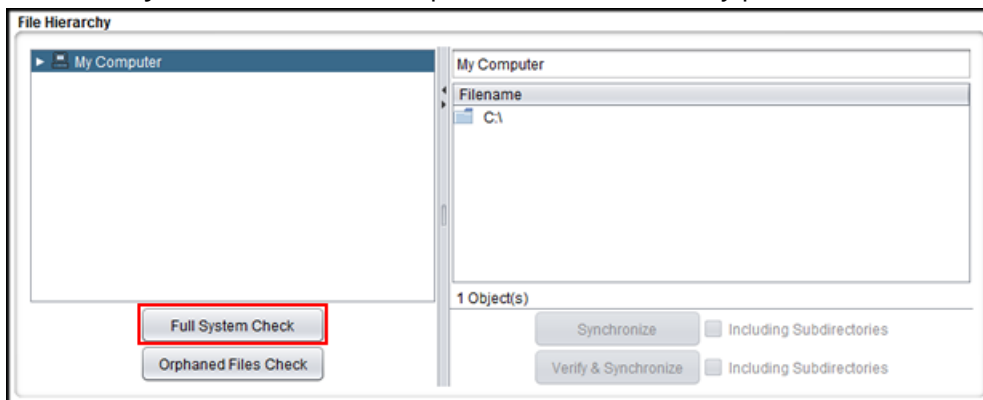 File Hierarchy
My Computer
My Computer
Filename
C:\
1 Object(s)
Full System Check
Synchronize
Including Subdirectories
Orphaned Files Check
Verify & Synchronize
Including Subdirectories